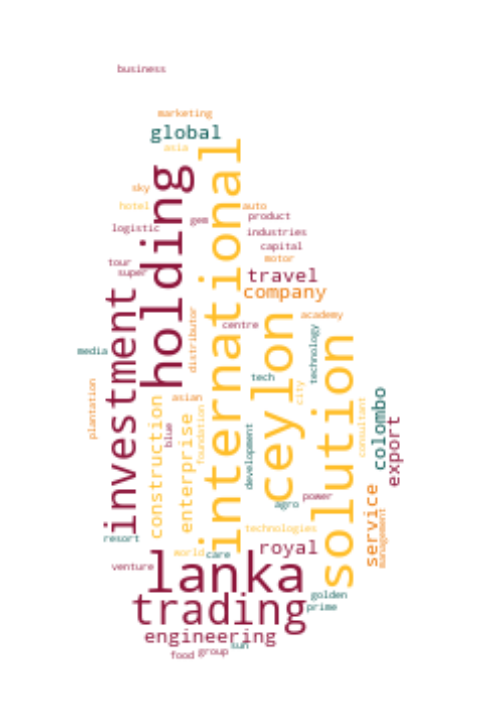 business
marketing
global
asia
international
holding
sky
hotel
auto
gem
product
logistic
industries
capital
motor
tour
super
travel
company
investment
distributor
ceylon
academy
centre
technology
solution
media
tech
plantation
city
colombo
asian
construction
enterprise
foundation
consultant
export
blue
development
service
power
agro
management
technologies
resort
royal
world
care
lanka
venture
golden
trading
prime
engineering
sun
food
group